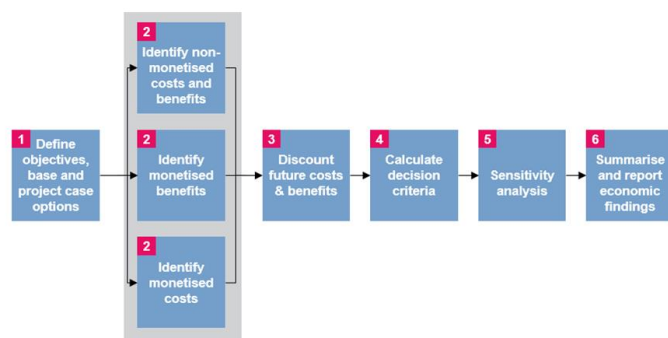 1
Define
objectives,
base and
project case
options
2
Identify non-
monetised
costs and
benefits
2
Identify
monetised
benefits
2
Identify
monetised
costs
3
Discount
future costs
& benefits
4
Calculate
decision
criteria
5
Sensitivity
analysis
6
Summarise
and report
economic
findings